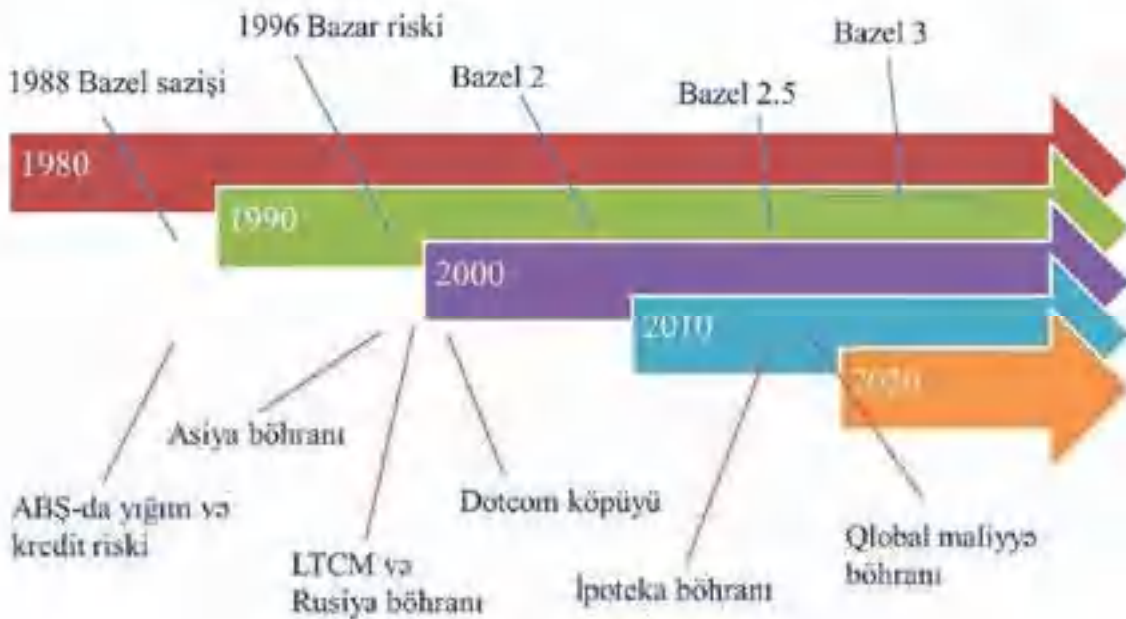 1996 Bazar riski
Bazel 3
1988 Bazel sazişi
Bazel 2
Bazel 2.5
1980
1990
2000
2010
2020
Asiya böhranı
ABŞ-da yığım və
kredit riski
Dotcom köpüyü
LTCM və
Rusiya böhranı
İpoteka böhranı
Qlobal maliyyə
böhranı